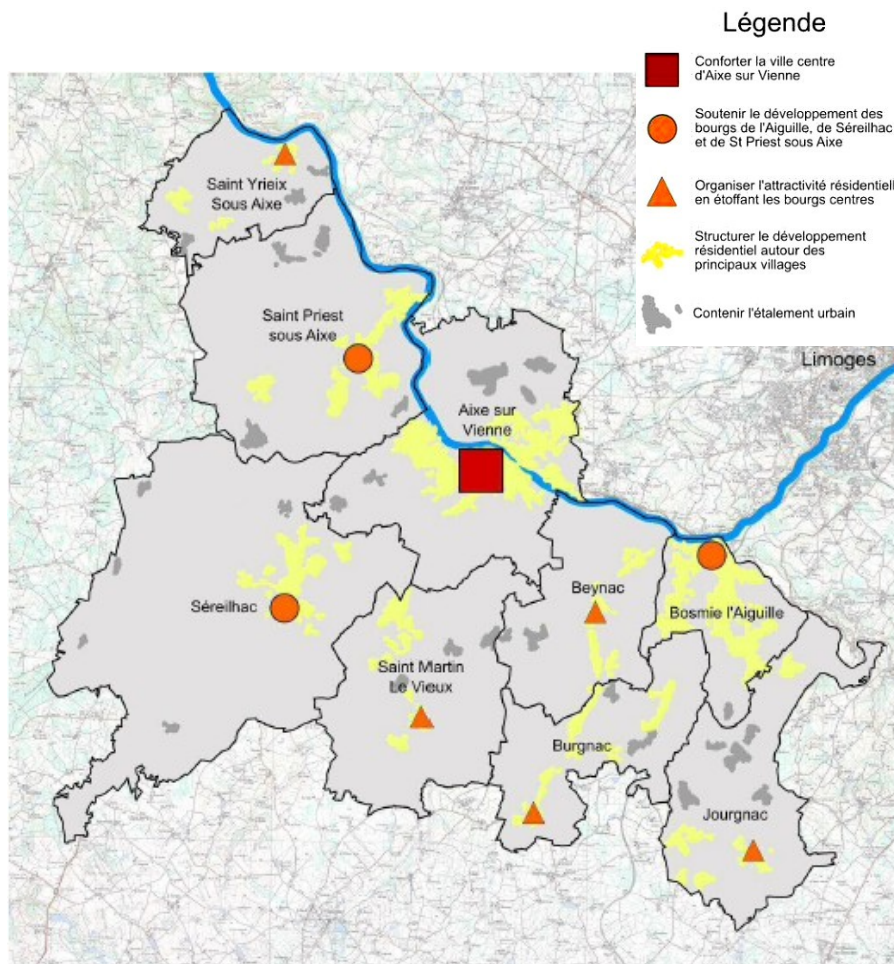 Légende
Conforter la ville centre
d'Aixe sur Vienne
Soutenir le développement des
bourgs de l'Aiguille, de Séreilhac
et de St Priest sous Aixe
Organiser l'attractivité résidentiell
en étoffant les bourgs centres
Structurer le développement
résidentiel autour des
principaux villages
Contenir l'étalement urbain
Limoges
Saint Yrieix
Sous Aixe
Saint Priest
sous Aixe
Aixe sur
Vienne
Séreilhac
Beynac
Bosmie l'Aiguille
Saint Martin
Le Vieux
Burgnac
Jourgnac